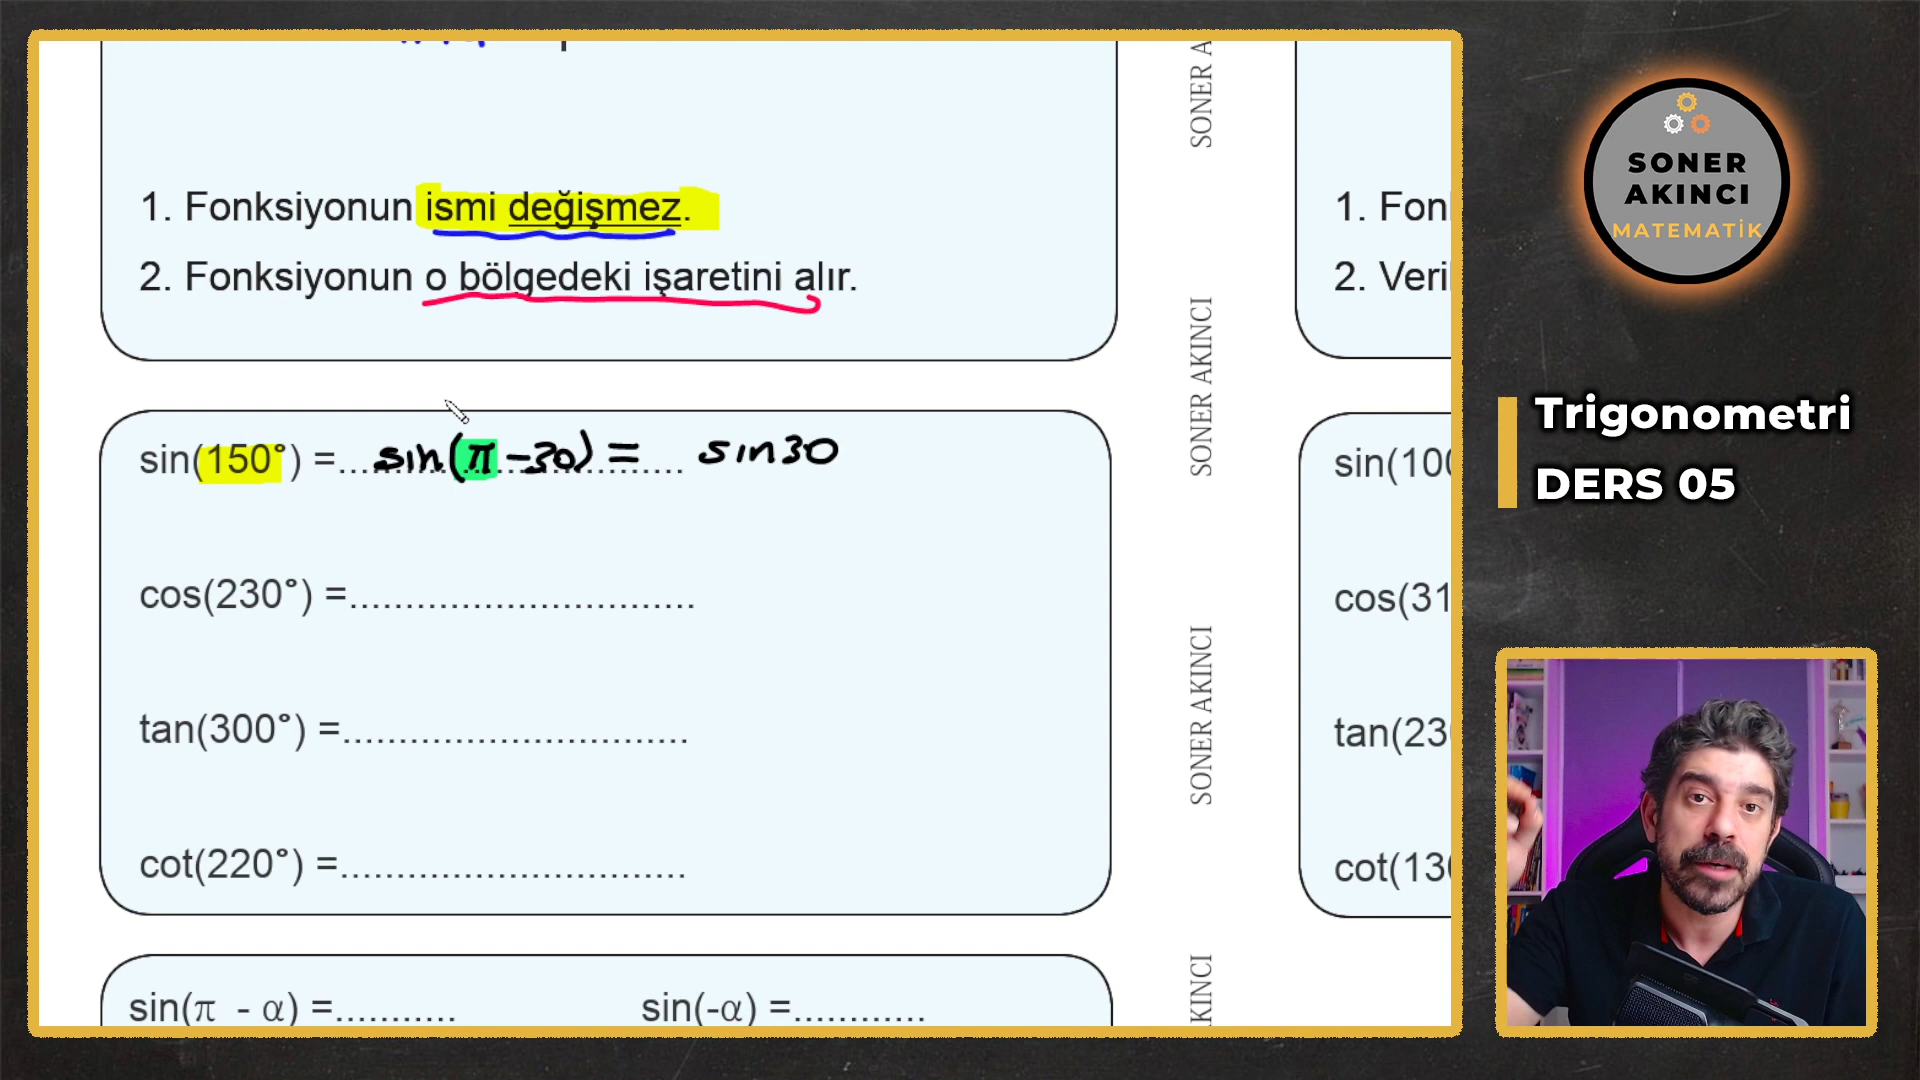 1. Fonksiyonun ismi değişmez.
2. Fonksiyonun o bölgedeki işaretini alır.
sin(150°) =... sin(π -30) = ... sin30
cos(230°) =...............................
tan(300°) =...............................
cot(220°) =...............................
sin(π - α) =...........
sin(-α) =............
SONER A
SONER AKINCI
SONER AKINCI
KINCI
1. Fon
2. Veri
sin(100
cos(31
tan(23
cot(130
SONER
AKINCI
MATEMATİK
Trigonometri
DERS 05